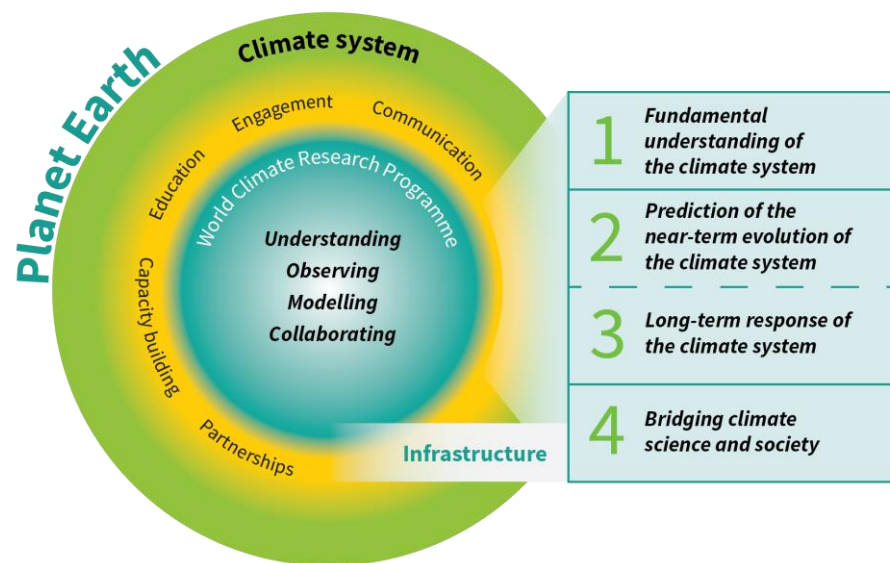 Planet Earth
Climate system
Engagement
Communication
Education
Capacity building
Partnerships
World Climate Research Programme
Understanding
Observing
Modelling
Collaborating
Infrastructure
1
Fundamental
understanding of
the climate system
2
Prediction of the
near-term evolution of
the climate system
3
Long-term response of
the climate system
4
Bridging climate
science and society